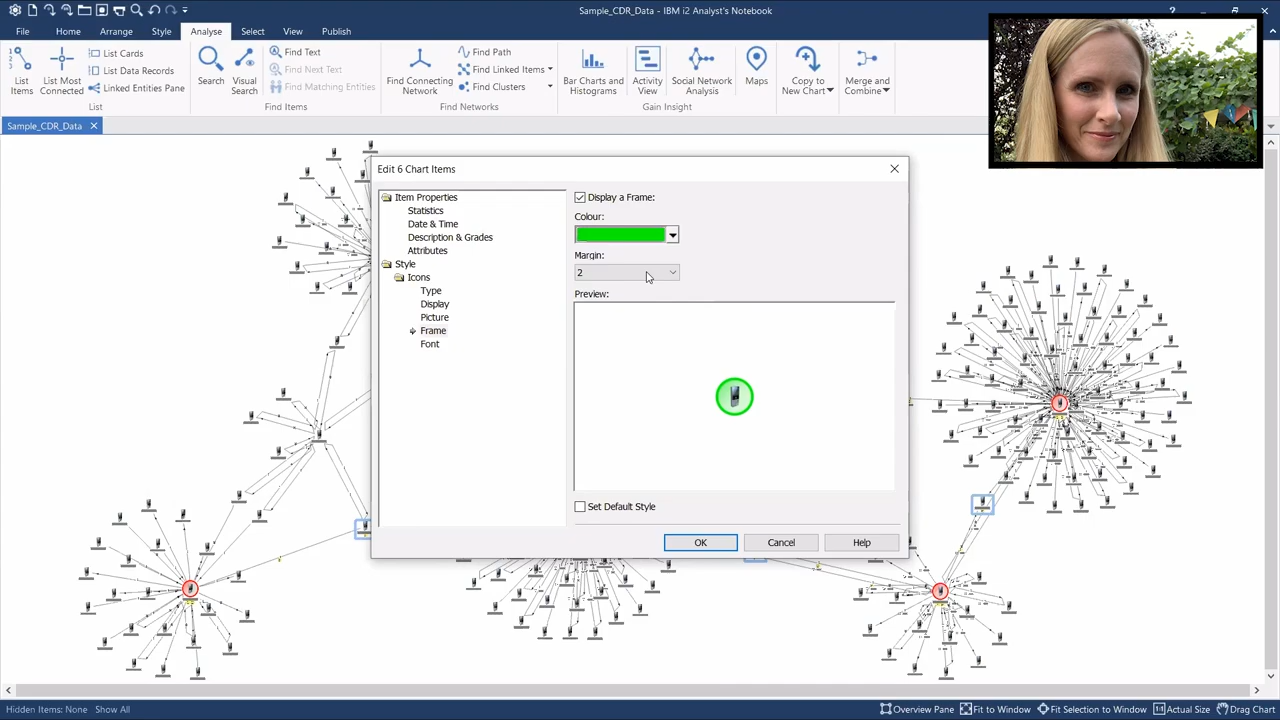 Sample_CDR_Data - IBM i2 Analyst's Notebook
File Home Arrange Style Analyse Select View Publish
List Items
List Most Connected
List Cards
List Data Records
Linked Entities Pane
List
Search
Visual Search
Find Text
Find Next Text
Find Matching Entities
Find Items
Find Connecting Network
Find Path
Find Linked Items
Find Clusters
Find Networks
Bar Charts and Histograms
Activity View
Social Network Analysis
Maps
Gain Insight
Copy to New Chart
Merge and Combine
Sample_CDR_Data
Edit 6 Chart Items
Item Properties
Statistics
Date & Time
Description & Grades
Attributes
Style
Icons
Type
Display
Picture
Frame
Font
Display a Frame:
Colour:
Margin:
2
Preview:
Set Default Style
OK Cancel Help
Hidden Items: None Show All
Overview Pane Fit to Window Fit Selection to Window Actual Size Drag Chart